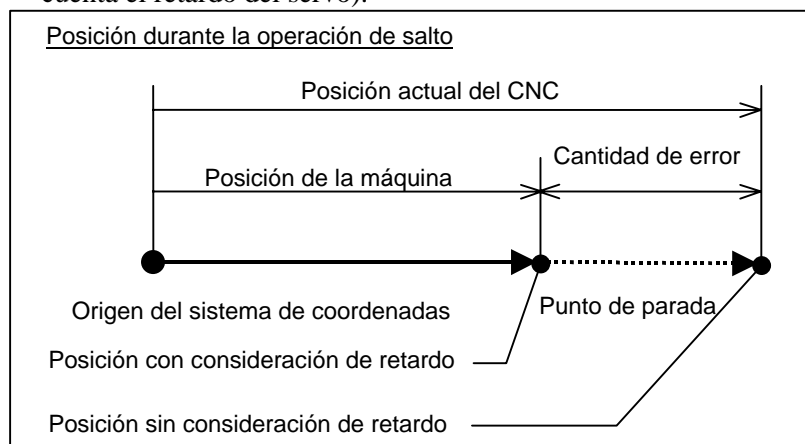 cuenta el retardo del servo).
Posición durante la operación de salto
Posición actual del CNC
Cantidad de error
Posición de la máquina
Origen del sistema de coordenadas
Punto de parada
Posición con consideración de retardo
Posición sin consideración de retardo